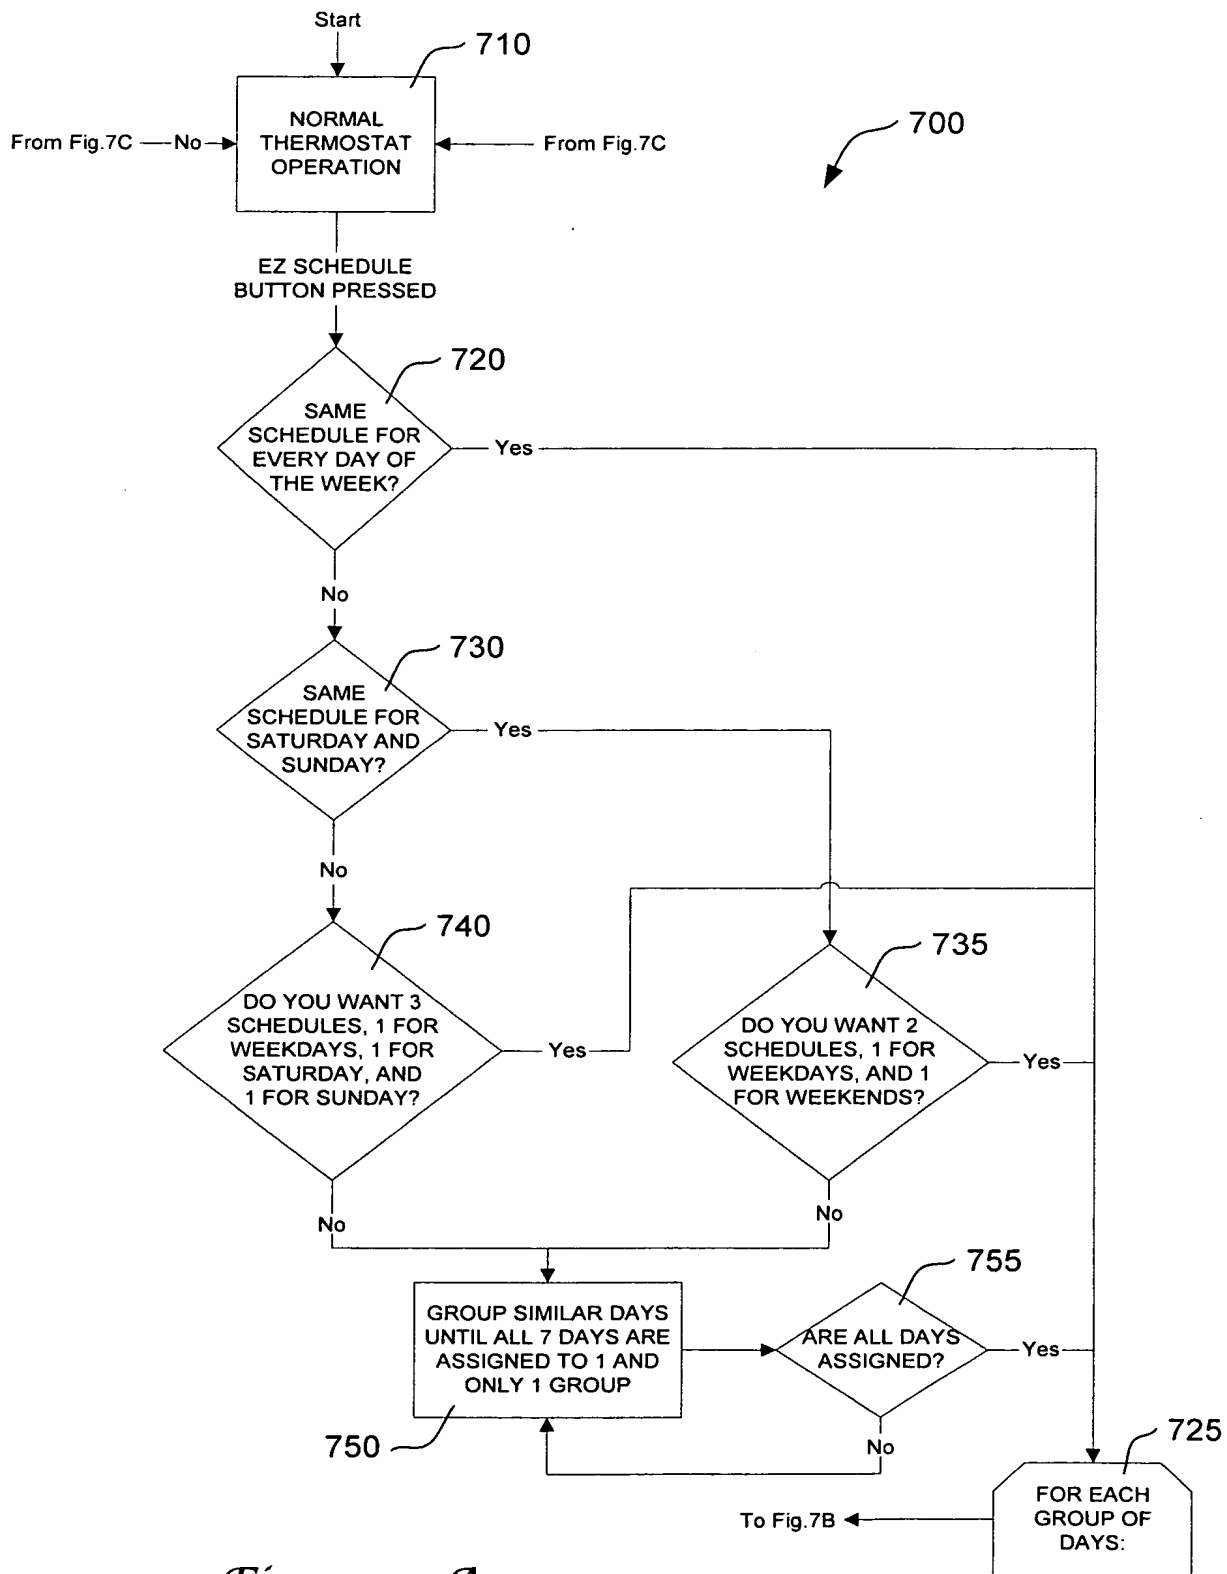 Start
710
NORMAL
THERMOSTAT
OPERATION
From Fig.7C
No
From Fig.7C
700
EZ SCHEDULE
BUTTON PRESSED
720
SAME
SCHEDULE FOR
EVERY DAY OF
THE WEEK?
Yes
No
730
SAME
SCHEDULE FOR
SATURDAY AND
SUNDAY?
Yes
No
740
DO YOU WANT 3
SCHEDULES, 1 FOR
WEEKDAYS, 1 FOR
SATURDAY, AND
1 FOR SUNDAY?
Yes
No
735
DO YOU WANT 2
SCHEDULES, 1 FOR
WEEKDAYS, AND 1
FOR WEEKENDS?
Yes
No
GROUP SIMILAR DAYS
UNTIL ALL 7 DAYS ARE
ASSIGNED TO 1 AND
ONLY 1 GROUP
750
755
ARE ALL DAYS
ASSIGNED?
Yes
No
725
FOR EACH
GROUP OF
DAYS:
To Fig.7B